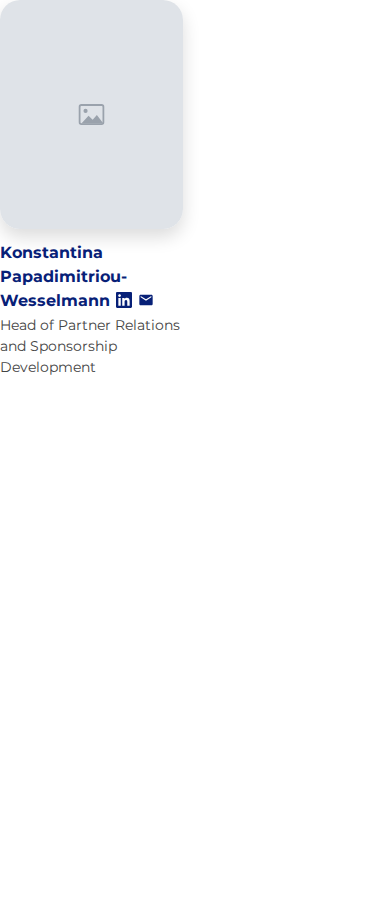 Konstantina
Papadimitriou-
Wesselmann
Head of Partner Relations
and Sponsorship
Development